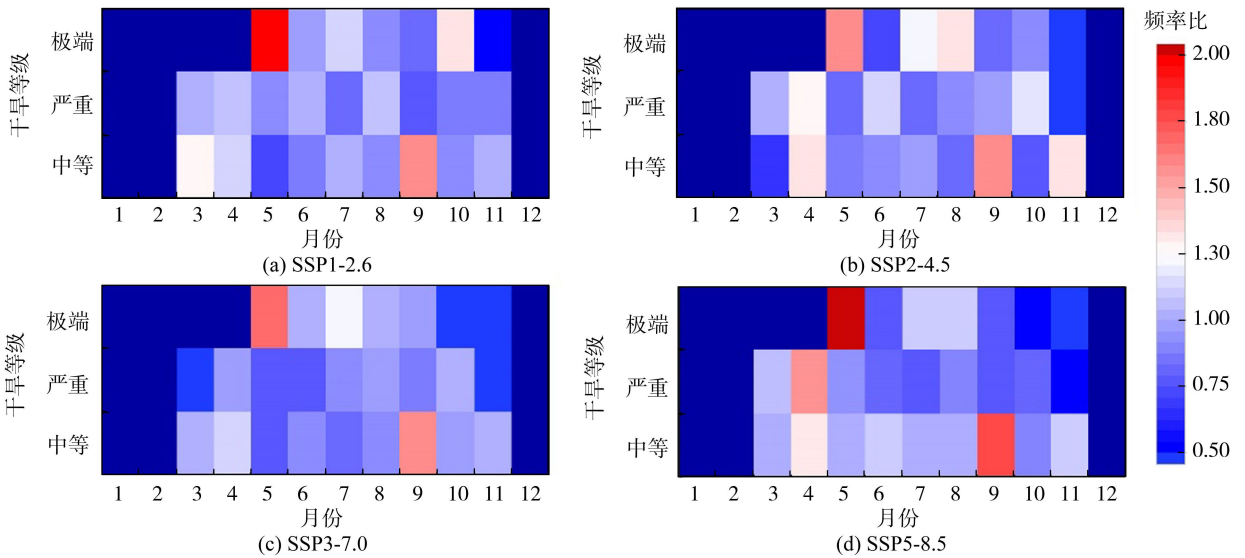 频率比
2.00
1.80
1.50
1.30
1.00
0.75
0.50
干旱等级
极端
严重
中等
1 2 3 4 5 6 7 8 9 10 11 12
月份
(a) SSP1-2.6
干旱等级
极端
严重
中等
1 2 3 4 5 6 7 8 9 10 11 12
月份
(b) SSP2-4.5
干旱等级
极端
严重
中等
1 2 3 4 5 6 7 8 9 10 11 12
月份
(c) SSP3-7.0
干旱等级
极端
严重
中等
1 2 3 4 5 6 7 8 9 10 11 12
月份
(d) SSP5-8.5